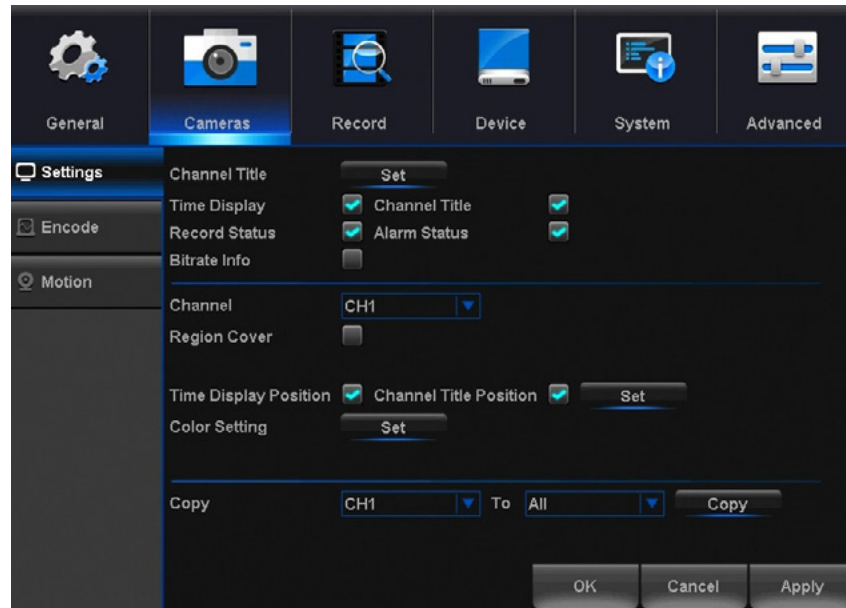 General Cameras Record Device System Advanced
Settings
Encode
Motion
Channel Title Set
Time Display Channel Title
Record Status Alarm Status
Bitrate Info
Channel CH1
Region Cover
Time Display Position Channel Title Position Set
Color Setting Set
Copy CH1 To All Copy
OK Cancel Apply